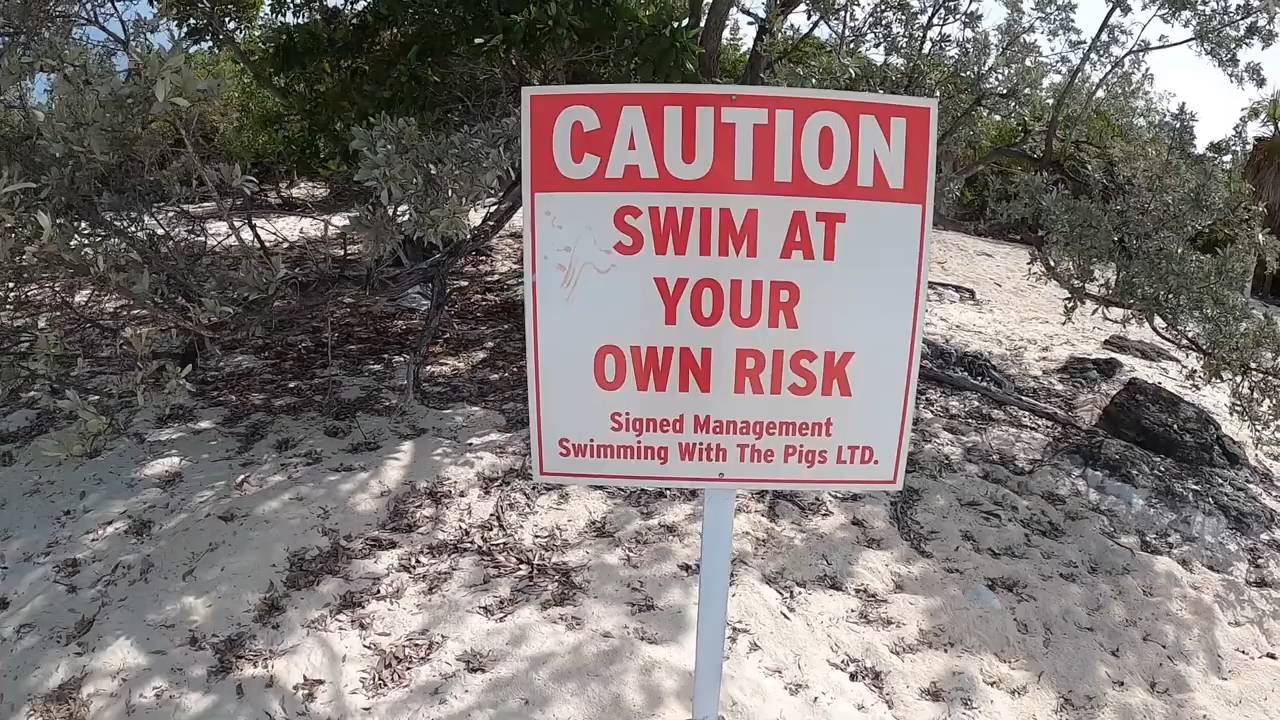 CAUTION
SWIM AT
YOUR
OWN RISK
Signed Management
Swimming With The Pigs LTD.